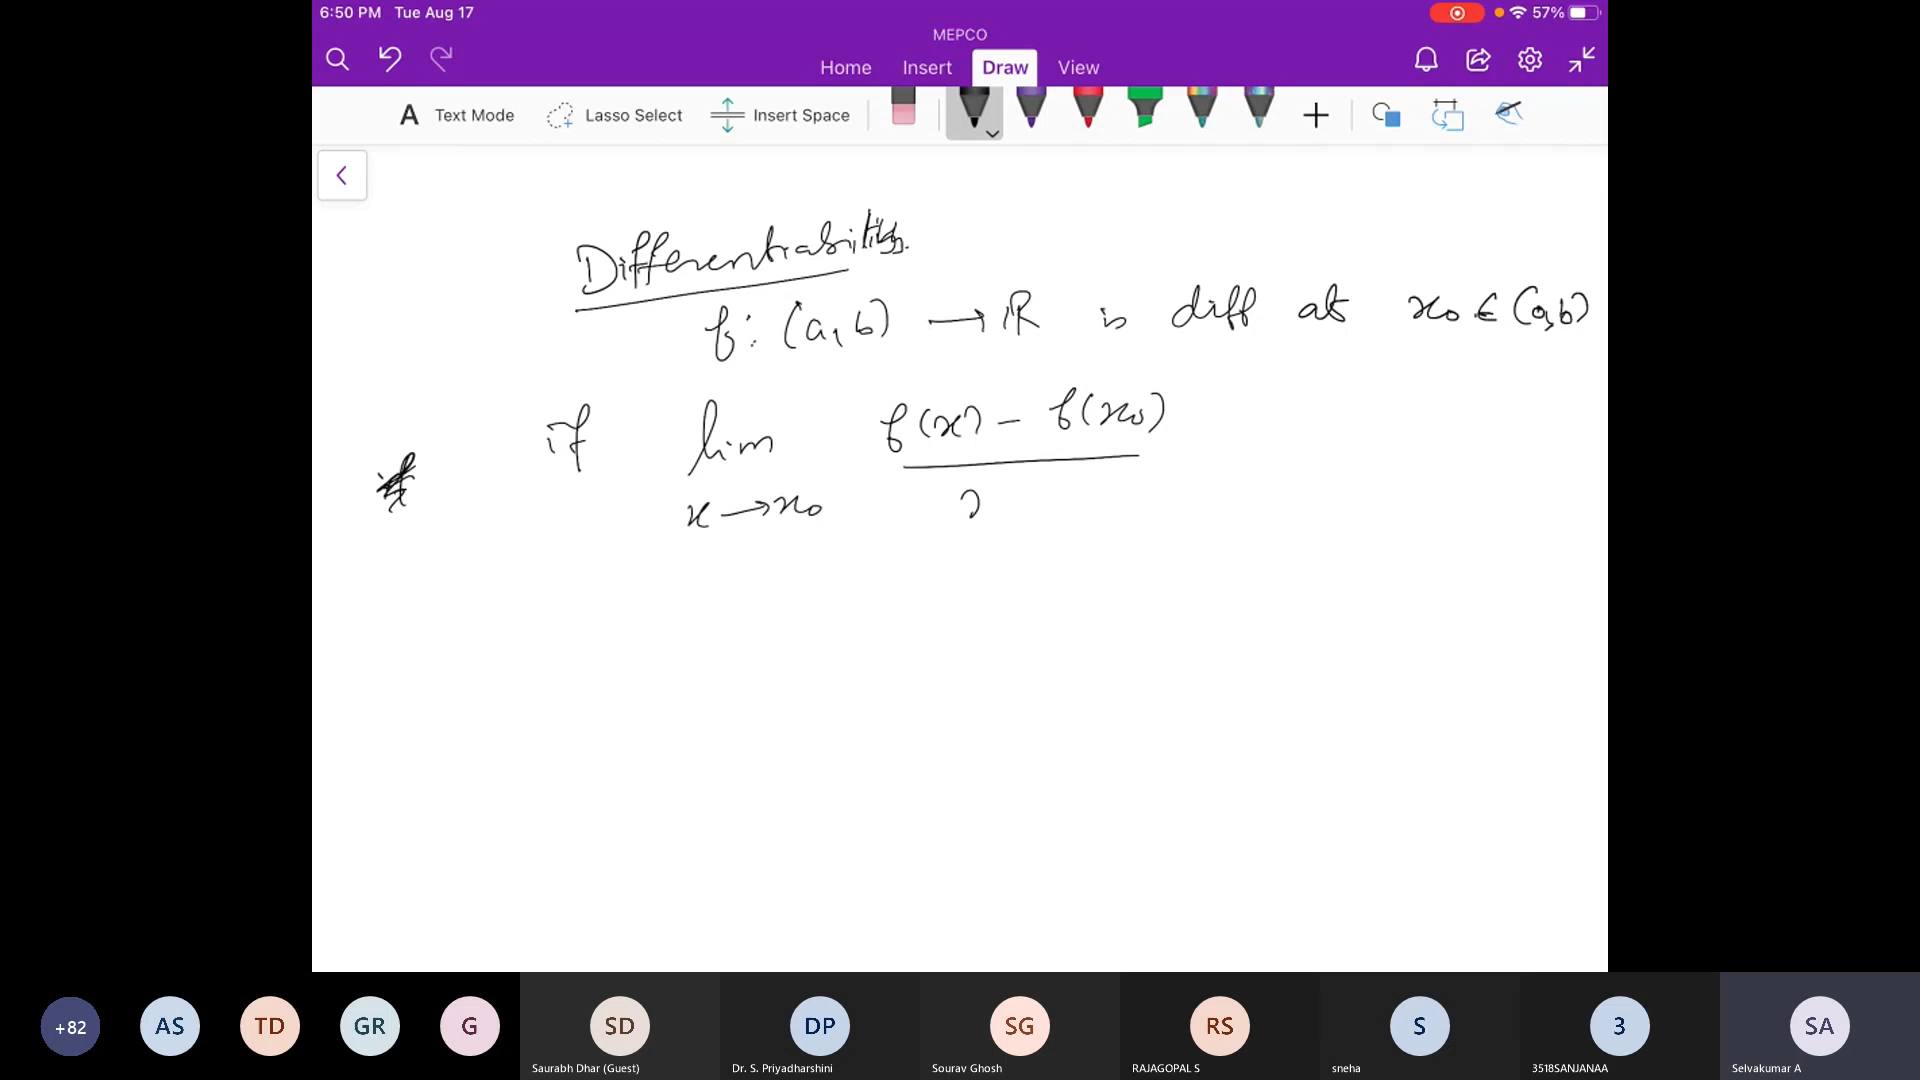 6:50 PM Tue Aug 17
57%
MEPCO
Home Insert Draw View
A Text Mode Lasso Select Insert Space
Differentiability.
f: (a, b) → ℝ is diff at x₀ ∈ (a, b)
if lim f(x) - f(x₀)
x → x₀
+82 AS TD GR G SD DP SG RS S 3 SA
Saurabh Dhar (Guest) Dr. S. Priyadharshini Sourav Ghosh RAJAGOPAL S sneha 3518SANJANAA Selvakumar A